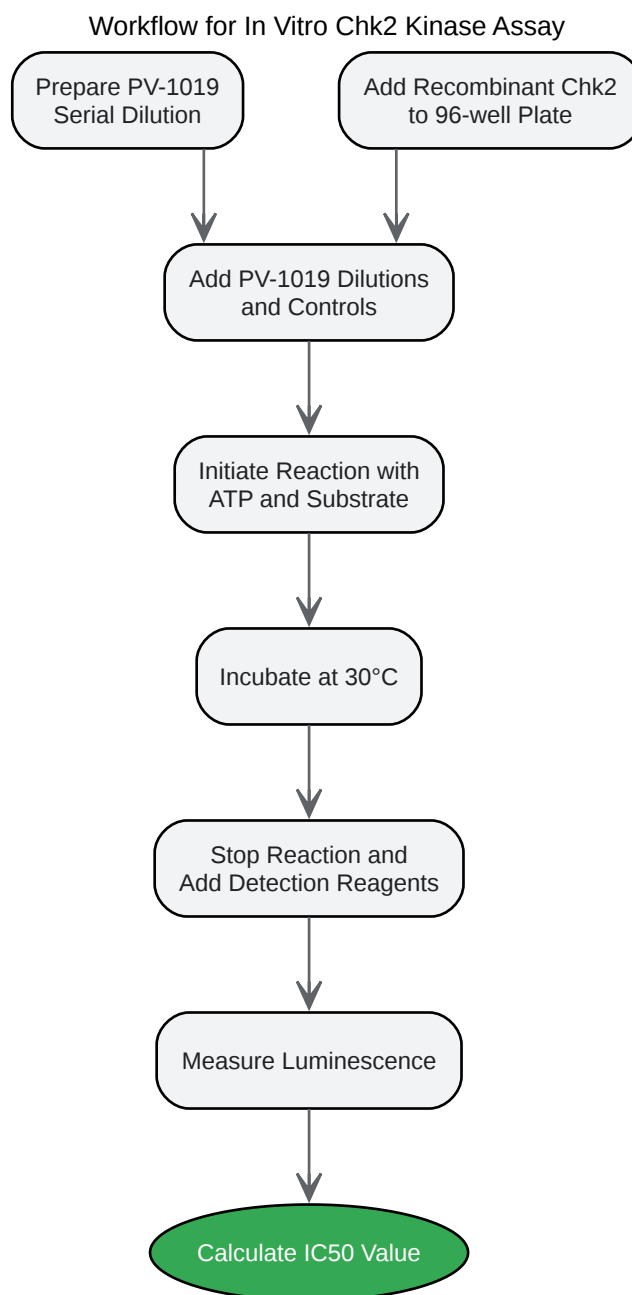 Workflow for In Vitro Chk2 Kinase Assay
Prepare PV-1019
Serial Dilution
Add Recombinant Chk2
to 96-well Plate
Add PV-1019 Dilutions
and Controls
Initiate Reaction with
ATP and Substrate
Incubate at 30°C
Stop Reaction and
Add Detection Reagents
Measure Luminescence
Calculate IC50 Value